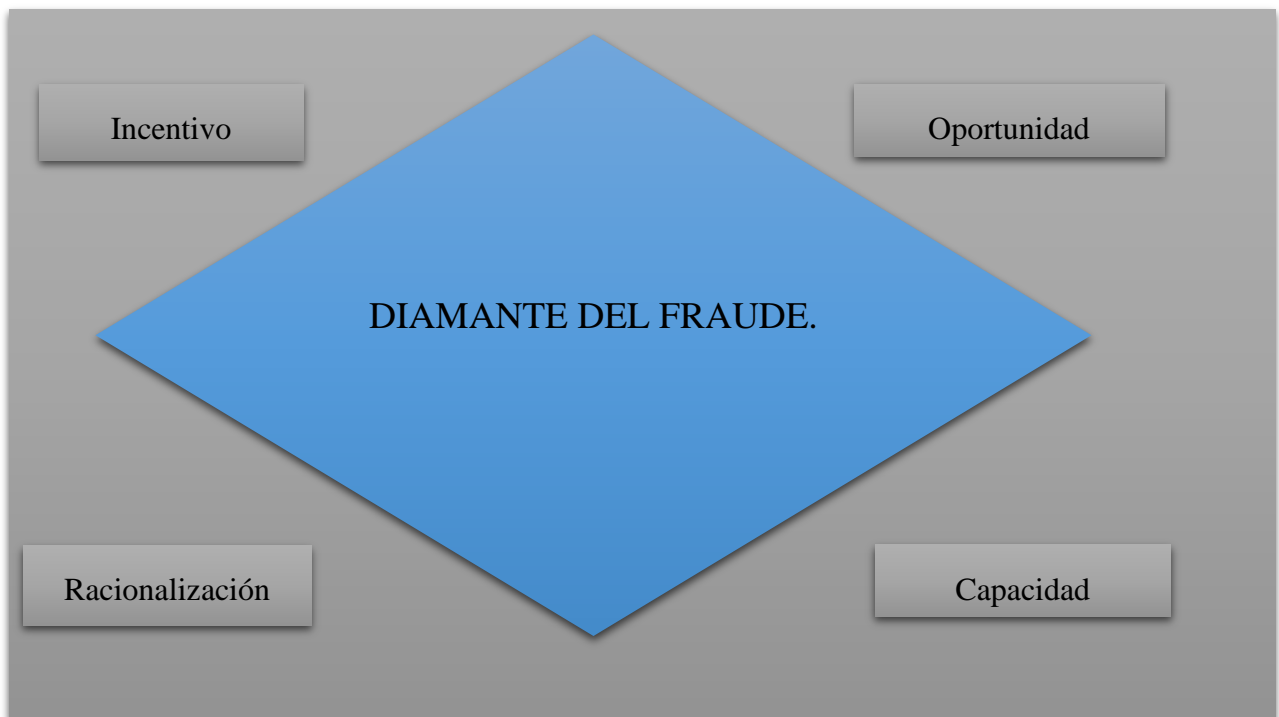 Incentivo
Oportunidad
DIAMANTE DEL FRAUDE.
Racionalización
Capacidad